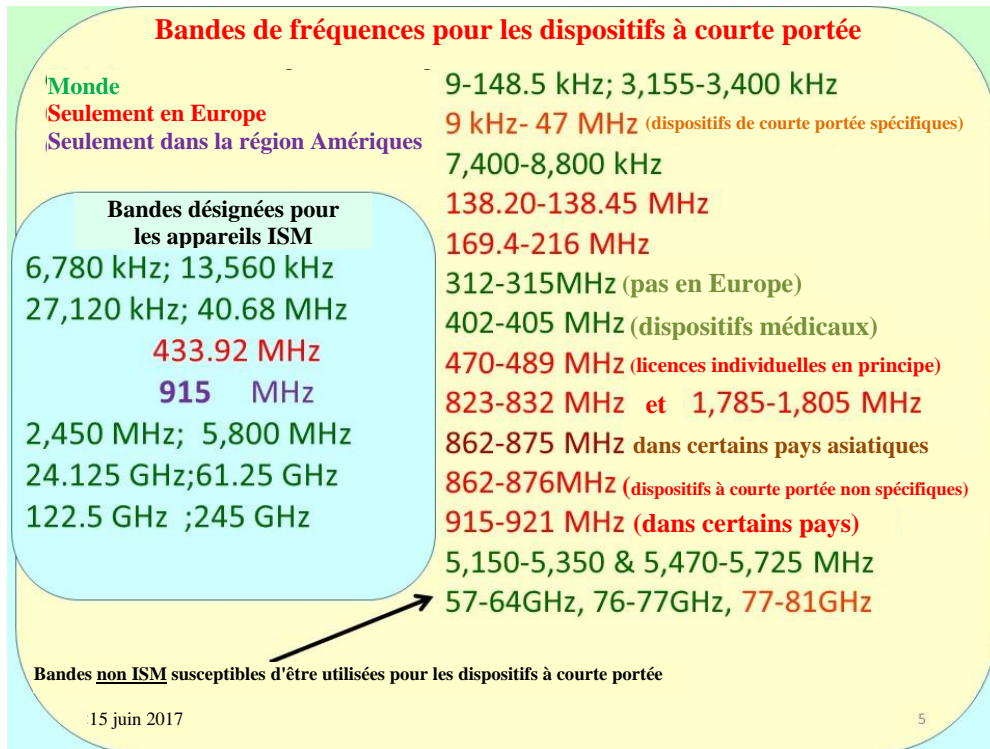 Bandes de fréquences pour les dispositifs à courte portée
Monde
Seulement en Europe
Seulement dans la région Amériques
Bandes désignées pour
les appareils ISM
6,780 kHz; 13,560 kHz
27,120 kHz; 40.68 MHz
433.92 MHz
915 MHz
2,450 MHz; 5,800 MHz
24.125 GHz;61.25 GHz
122.5 GHz ;245 GHz
9-148.5 kHz; 3,155-3,400 kHz
9 kHz- 47 MHz (dispositifs de courte portée spécifiques)
7,400-8,800 kHz
138.20-138.45 MHz
169.4-216 MHz
312-315MHz (pas en Europe)
402-405 MHz (dispositifs médicaux)
470-489 MHz (licences individuelles en principe)
823-832 MHz et 1,785-1,805 MHz
862-875 MHz dans certains pays asiatiques
862-876MHz (dispositifs à courte portée non spécifiques)
915-921 MHz (dans certains pays)
5,150-5,350 & 5,470-5,725 MHz
57-64GHz, 76-77GHz, 77-81GHz
Bandes non ISM susceptibles d'être utilisées pour les dispositifs à courte portée
15 juin 2017
5